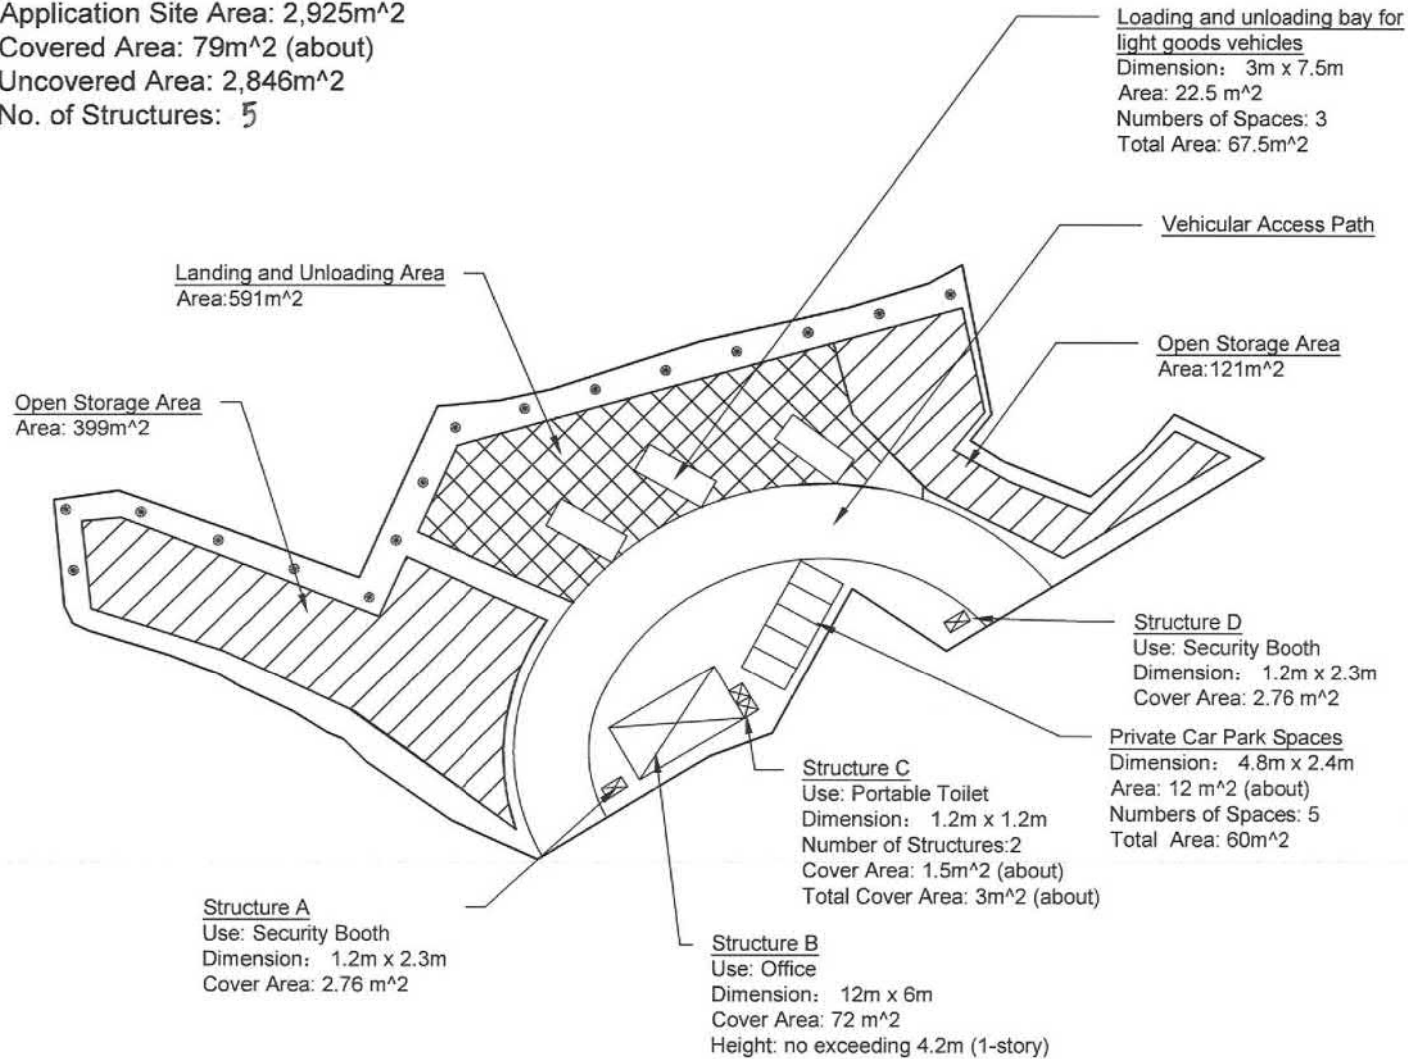 Application Site Area: 2,925m^2
Covered Area: 79m^2 (about)
Uncovered Area: 2,846m^2
No. of Structures: 5
Loading and unloading bay for
light goods vehicles
Dimension: 3m x 7.5m
Area: 22.5 m^2
Numbers of Spaces: 3
Total Area: 67.5m^2
Vehicular Access Path
Landing and Unloading Area
Area:591m^2
Open Storage Area
Area:121m^2
Open Storage Area
Area: 399m^2
Structure D
Use: Security Booth
Dimension: 1.2m x 2.3m
Cover Area: 2.76 m^2
Private Car Park Spaces
Dimension: 4.8m x 2.4m
Area: 12 m^2 (about)
Numbers of Spaces: 5
Total Area: 60m^2
Structure C
Use: Portable Toilet
Dimension: 1.2m x 1.2m
Number of Structures:2
Cover Area: 1.5m^2 (about)
Total Cover Area: 3m^2 (about)
Structure A
Use: Security Booth
Dimension: 1.2m x 2.3m
Cover Area: 2.76 m^2
Structure B
Use: Office
Dimension: 12m x 6m
Cover Area: 72 m^2
Height: no exceeding 4.2m (1-story)